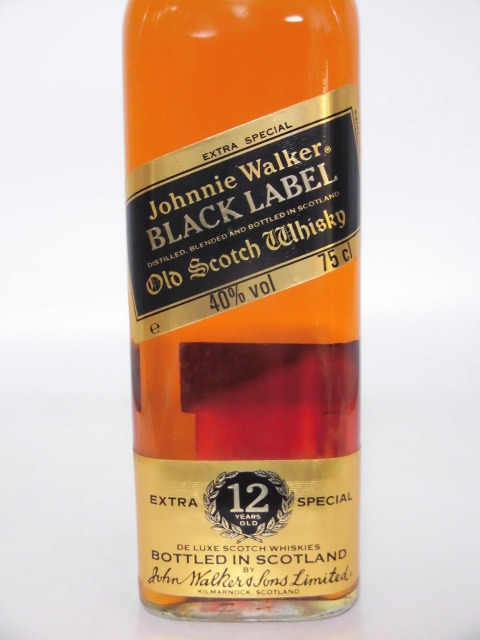 EXTRA SPECIAL
Johnnie Walker®
BLACK LABEL
DISTILLED, BLENDED AND BOTTLED IN SCOTLAND
Old Scotch Whisky
40% vol 75 cl
e
EXTRA 12 SPECIAL
YEARS
OLD
DE LUXE SCOTCH WHISKIES
BOTTLED IN SCOTLAND
BY
John Walker & Sons Limited.
KILMARNOCK, SCOTLAND